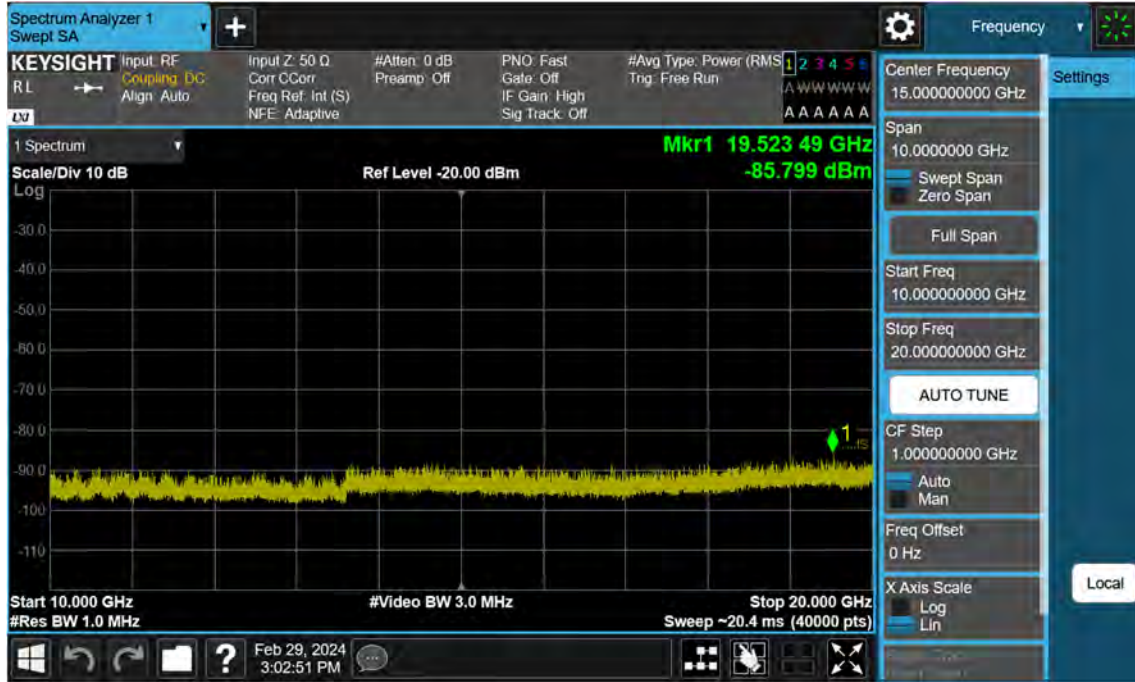 Spectrum Analyzer 1
Swept SA
+
Frequency
KEYSIGHT
R L
LXI
Input: RF
Coupling: DC
Align: Auto
Input Z: 50 Ω
Corr CCorr
Freq Ref: Int (S)
NFE: Adaptive
#Atten: 0 dB
Preamp: Off
PNO: Fast
Gate: Off
IF Gain: High
Sig Track: Off
#Avg Type: Power (RMS
Trig: Free Run
1 2 3 4 5 6
A W W W W W
A A A A A A
1 Spectrum
Scale/Div 10 dB
Log
Ref Level -20.00 dBm
Mkr1 19.523 49 GHz
-85.799 dBm
-30.0
-40.0
-50.0
-60.0
-70.0
-80.0
-90.0
-100
-110
1
Start 10.000 GHz
#Res BW 1.0 MHz
#Video BW 3.0 MHz
Stop 20.000 GHz
Sweep ~20.4 ms (40000 pts)
?
Feb 29, 2024
3:02:51 PM
Center Frequency
15.000000000 GHz
Span
10.0000000 GHz
Swept Span
Zero Span
Full Span
Start Freq
10.000000000 GHz
Stop Freq
20.000000000 GHz
AUTO TUNE
CF Step
1.000000000 GHz
Auto
Man
Freq Offset
0 Hz
X Axis Scale
Log
Lin
Settings
Local